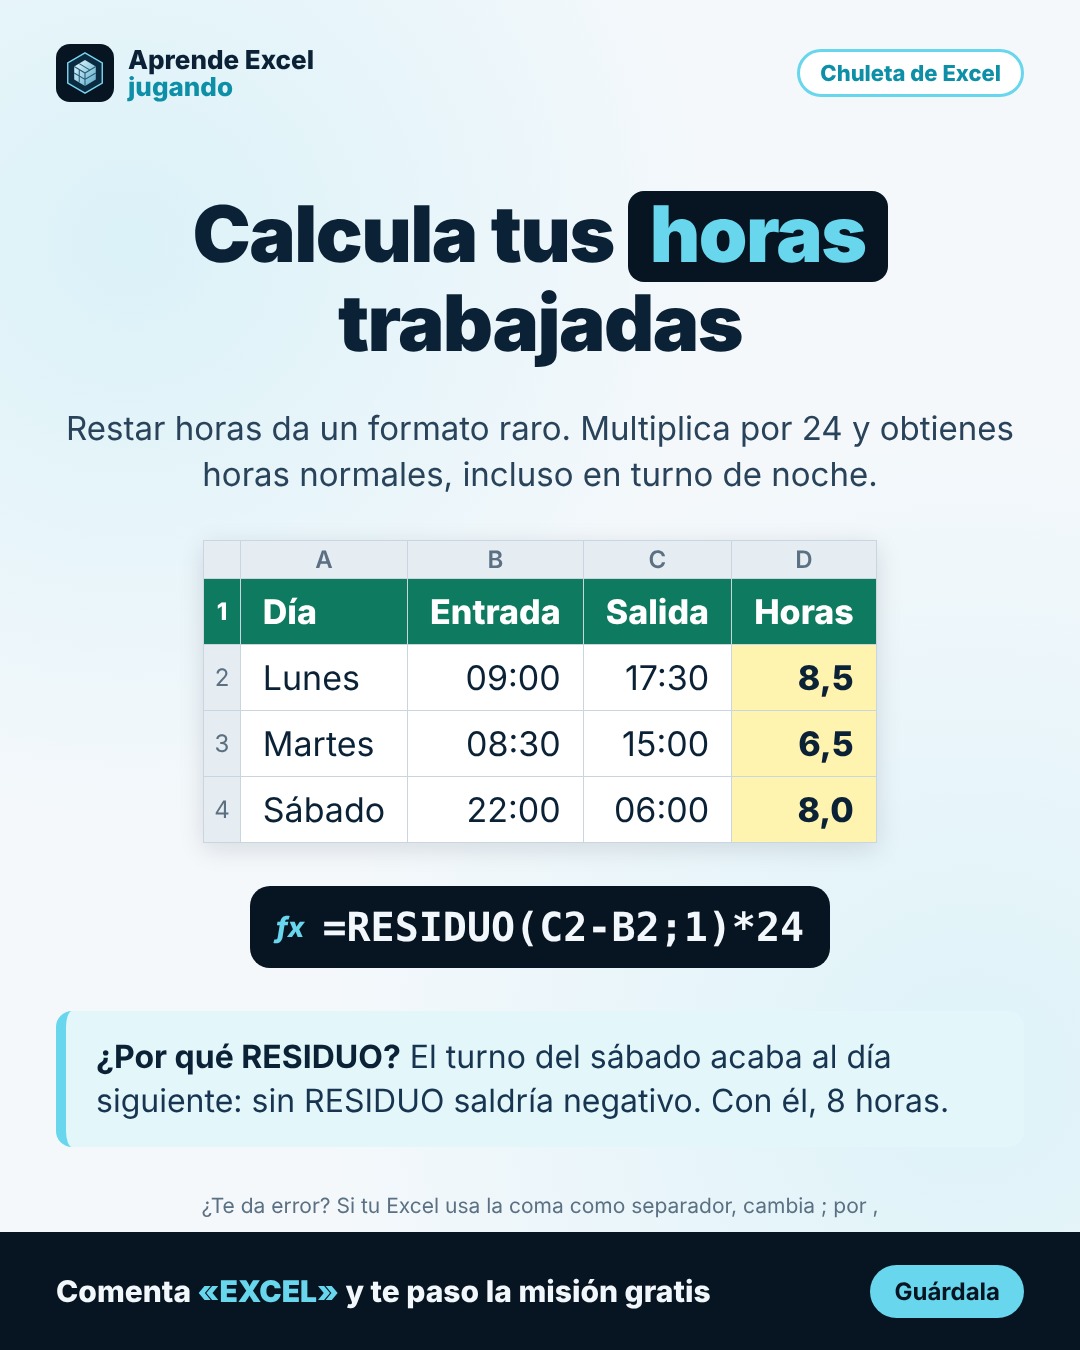 Aprende Excel
jugando
Chuleta de Excel
Calcula tus horas
trabajadas
Restar horas da un formato raro. Multiplica por 24 y obtienes
horas normales, incluso en turno de noche.
A B C D
1 Día Entrada Salida Horas
2 Lunes 09:00 17:30 8,5
3 Martes 08:30 15:00 6,5
4 Sábado 22:00 06:00 8,0
fx =RESIDUO(C2-B2;1)*24
¿Por qué RESIDUO? El turno del sábado acaba al día
siguiente: sin RESIDUO saldría negativo. Con él, 8 horas.
¿Te da error? Si tu Excel usa la coma como separador, cambia ; por ,
Comenta «EXCEL» y te paso la misión gratis
Guárdala